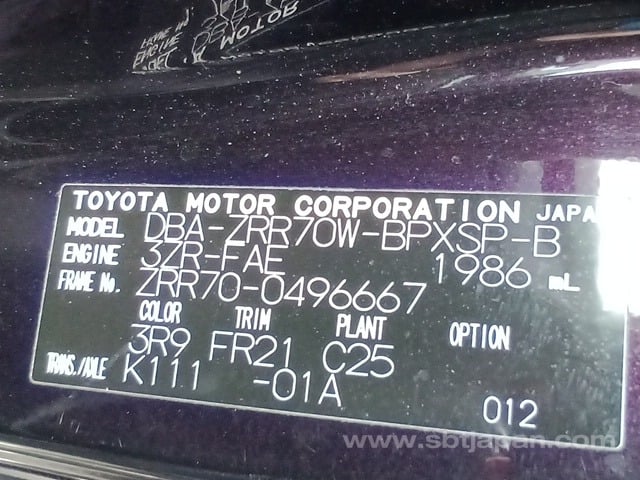 TOYOTA MOTOR CORPORATION JAPA
MODEL DBA-ZRR70W-BPXSP-B
ENGINE 3ZR-FAE 1986 mL
FRAME No. ZRR70-0496667
COLOR TRIM PLANT OPTION
3R9 FR21 C25
TRANS./AXLE K111 -01A
012
www.sbtjapan.com